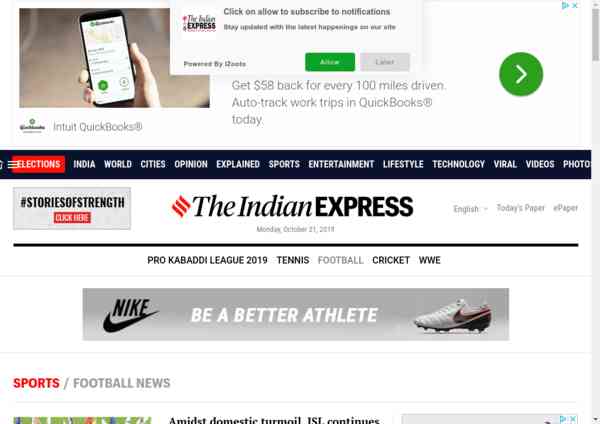 Click on allow to subscribe to notifications
Stay updated with the latest happenings on our site
Powered By iZooto
Allow
Later
The Indian
EXPRESS
Get $58 back for every 100 miles driven.
Auto-track work trips in QuickBooks®
today.
Intuit QuickBooks®
ELECTIONS INDIA WORLD CITIES OPINION EXPLAINED SPORTS ENTERTAINMENT LIFESTYLE TECHNOLOGY VIRAL VIDEOS PHOTOS
#STORIESOFSTRENGTH
CLICK HERE
The Indian EXPRESS
English
Today's Paper
ePaper
Monday, October 21, 2019
PRO KABADDI LEAGUE 2019 TENNIS FOOTBALL CRICKET WWE
NIKE
BE A BETTER ATHLETE
SPORTS / FOOTBALL NEWS
Amidst domestic turmoil, ISL continues